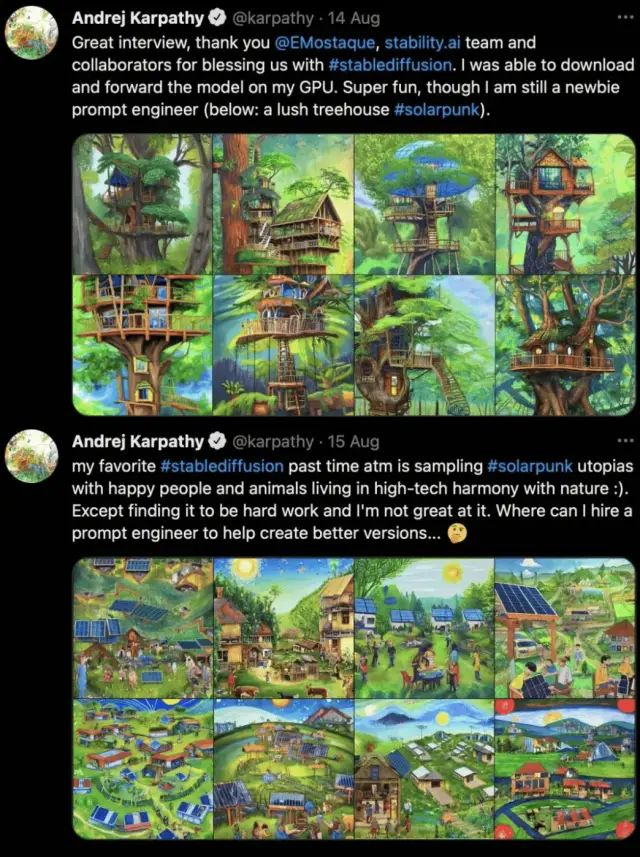 Andrej Karpathy @karpathy · 14 Aug
Great interview, thank you @EMostaque, stability.ai team and
collaborators for blessing us with #stablediffusion. I was able to download
and forward the model on my GPU. Super fun, though I am still a newbie
prompt engineer (below: a lush treehouse #solarpunk).
Andrej Karpathy @karpathy · 15 Aug
my favorite #stablediffusion past time atm is sampling #solarpunk utopias
with happy people and animals living in high-tech harmony with nature :).
Except finding it to be hard work and I'm not great at it. Where can I hire a
prompt engineer to help create better versions... 🤔